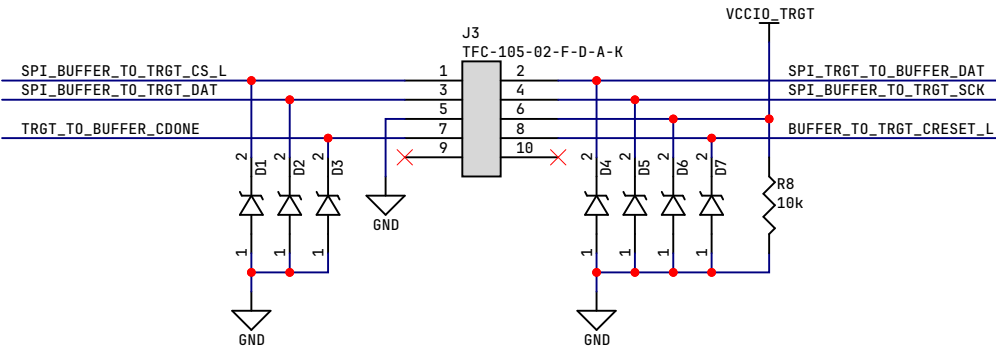 VCCIO_TRGT
J3
TFC-105-02-F-D-A-K
SPI_BUFFER_TO_TRGT_CS_L 1 2 SPI_TRGT_TO_BUFFER_DAT
SPI_BUFFER_TO_TRGT_DAT 3 4 SPI_BUFFER_TO_TRGT_SCK
5 6
TRGT_TO_BUFFER_CDONE 7 8 BUFFER_TO_TRGT_CRESET_L
9 10
2 D1 2 D2 2 D3 2 D4 2 D5 2 D6 2 D7
R8
10k
GND
1 1 1 1 1 1 1
GND GND